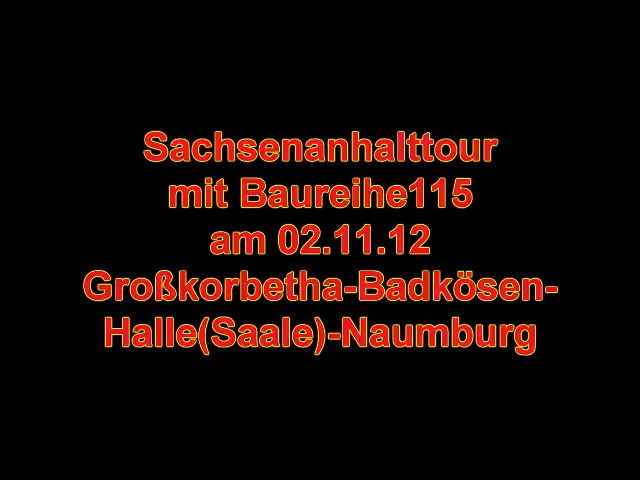 Sachsenanhalttour
mit Baureihe115
am 02.11.12
Großkorbetha-Badkösen-
Halle(Saale)-Naumburg